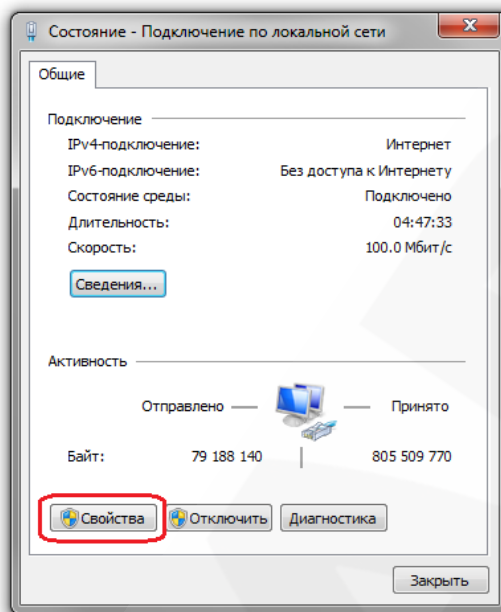 Состояние - Подключение по локальной сети
Общие
Подключение
IPv4-подключение: Интернет
IPv6-подключение: Без доступа к Интернету
Состояние среды: Подключено
Длительность: 04:47:33
Скорость: 100.0 Мбит/с
Сведения...
Активность
Отправлено — — Принято
Байт: 79 188 140 | 805 509 770
Свойства Отключить Диагностика
Закрыть